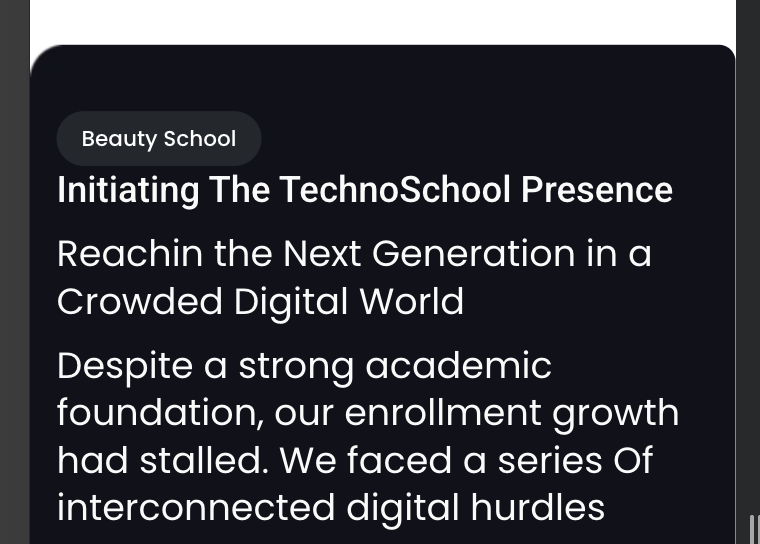 Beauty School
Initiating The TechnoSchool Presence
Reachin the Next Generation in a
Crowded Digital World
Despite a strong academic
foundation, our enrollment growth
had stalled. We faced a series Of
interconnected digital hurdles